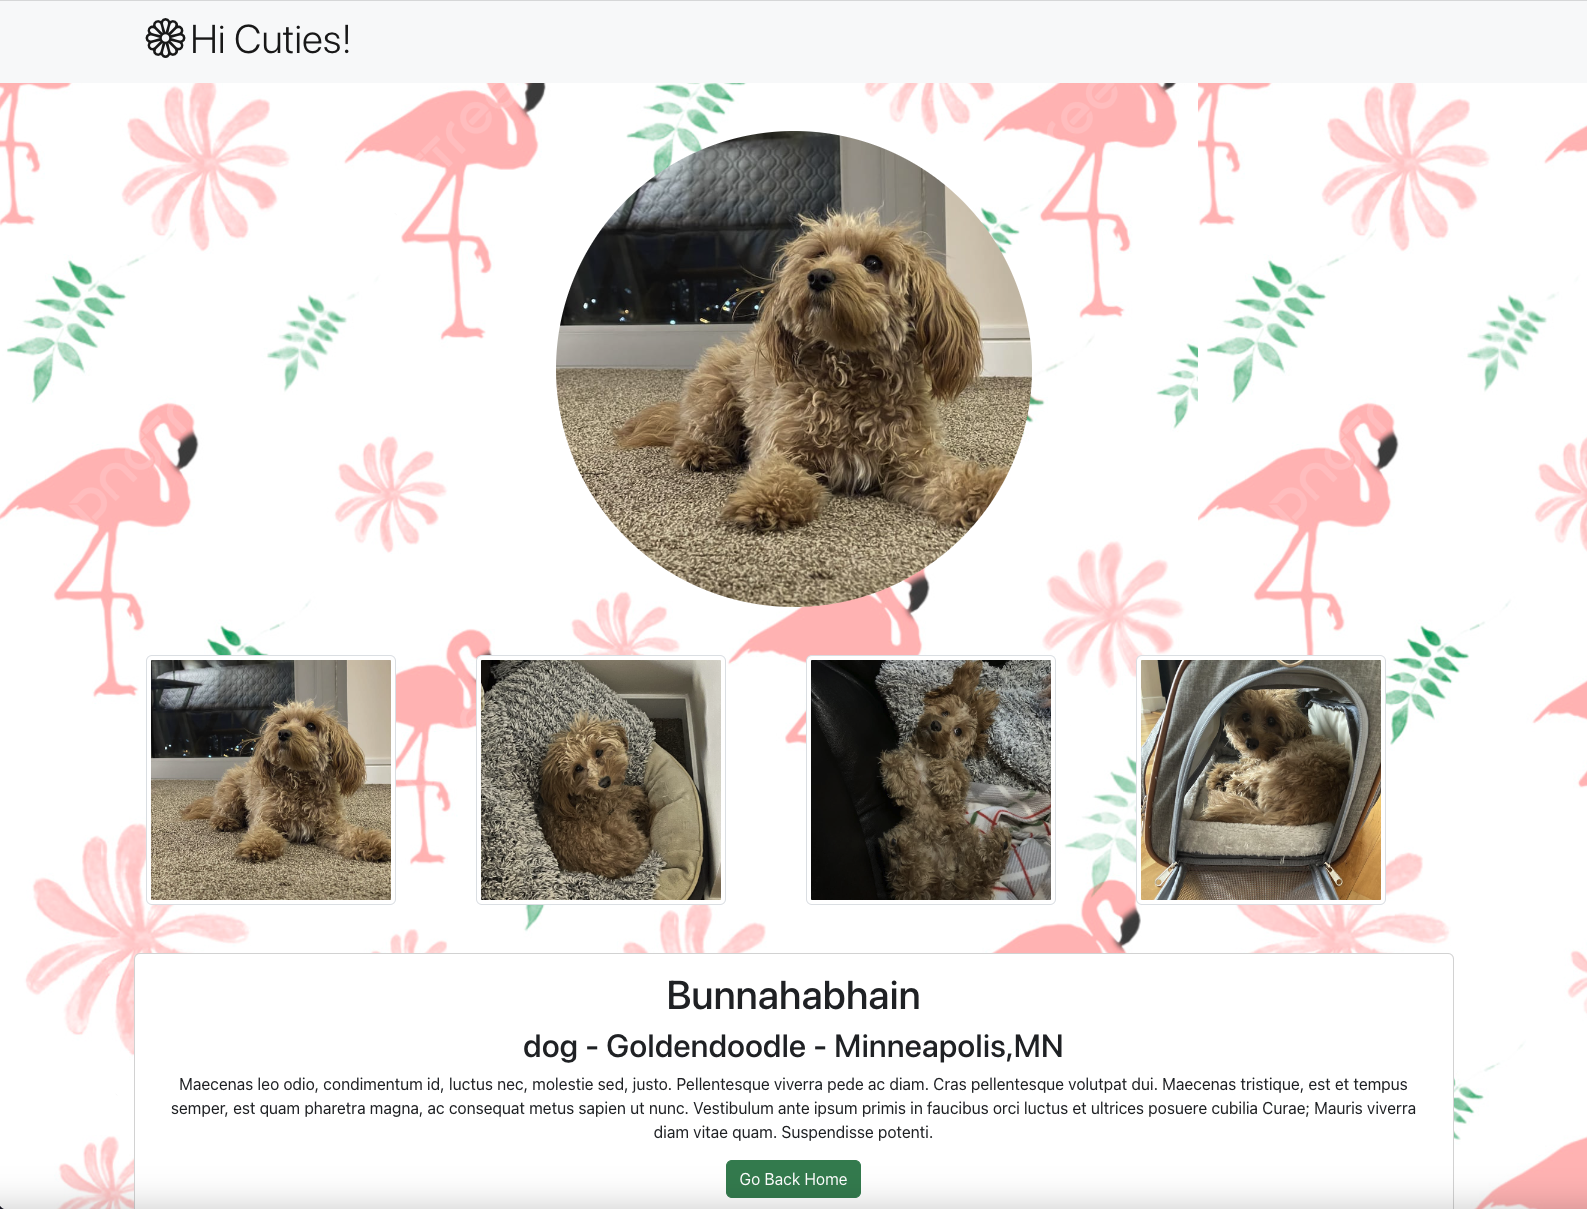 Hi Cuties!
Bunnahabhain
dog - Goldendoodle - Minneapolis,MN
Maecenas leo odio, condimentum id, luctus nec, molestie sed, justo. Pellentesque viverra pede ac diam. Cras pellentesque volutpat dui. Maecenas tristique, est et tempus
semper, est quam pharetra magna, ac consequat metus sapien ut nunc. Vestibulum ante ipsum primis in faucibus orci luctus et ultrices posuere cubilia Curae; Mauris viverra
diam vitae quam. Suspendisse potenti.
Go Back Home